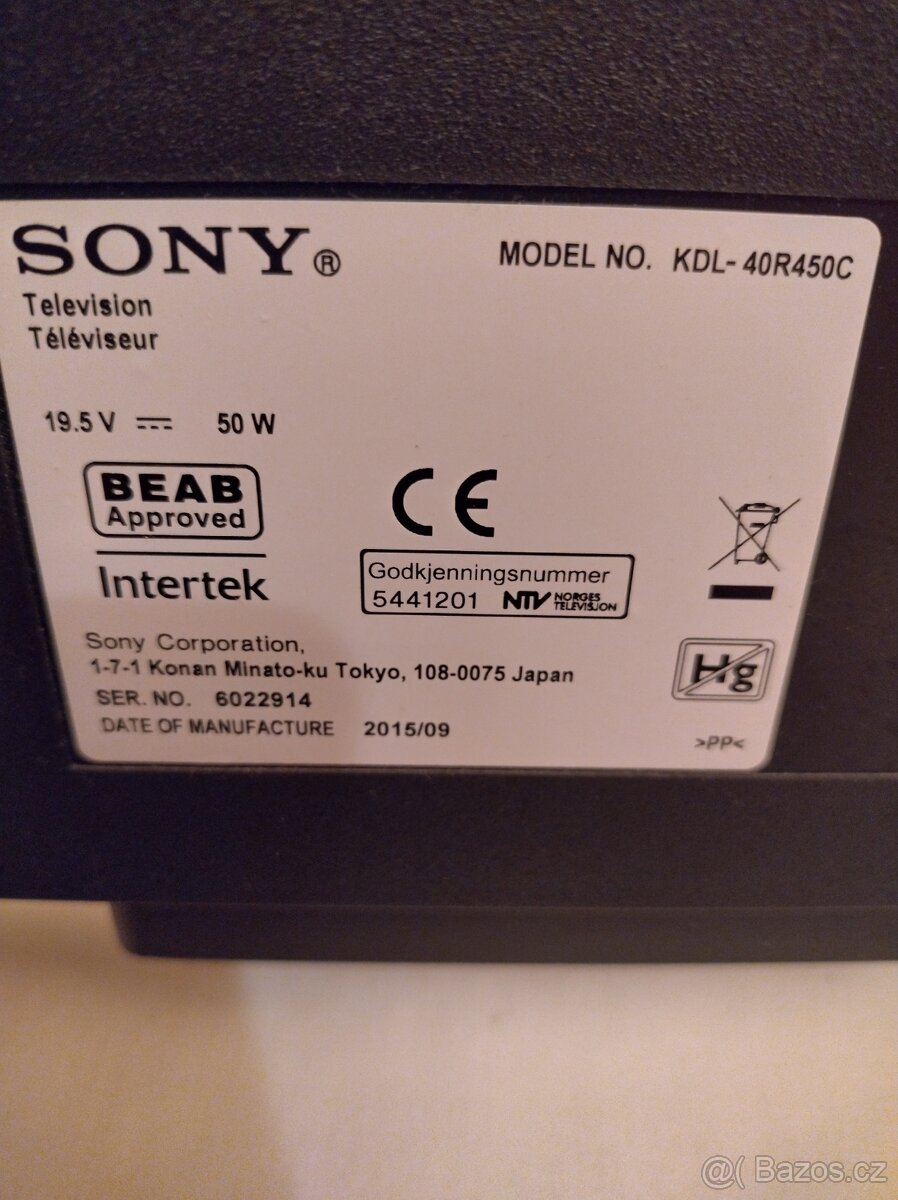 SONY®
MODEL NO. KDL-40R450C
Television
Téléviseur
19.5 V ⎓ 50 W
BEAB
Approved
Intertek
CE
Godkjenningsnummer
5441201 NTV NORGES TELEVISJON
Hg
Sony Corporation,
1-7-1 Konan Minato-ku Tokyo, 108-0075 Japan
SER. NO. 6022914
DATE OF MANUFACTURE 2015/09
>PP<
@( Bazos.cz